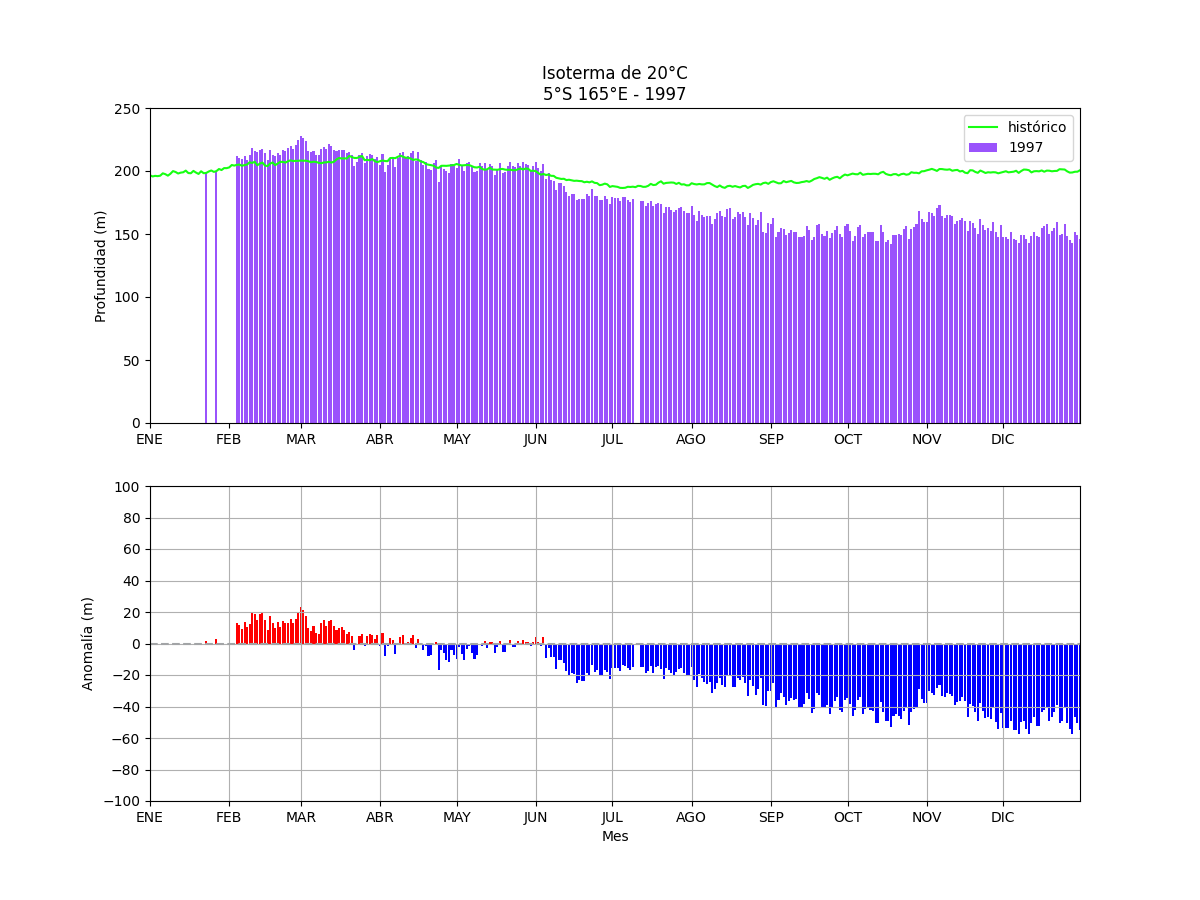 Isoterma de 20°C
5°S 165°E - 1997
histórico
1997
Profundidad (m)
250
200
150
100
50
0
ENE FEB MAR ABR MAY JUN JUL AGO SEP OCT NOV DIC
Anomalía (m)
100
80
60
40
20
0
−20
−40
−60
−80
−100
ENE FEB MAR ABR MAY JUN JUL AGO SEP OCT NOV DIC
Mes